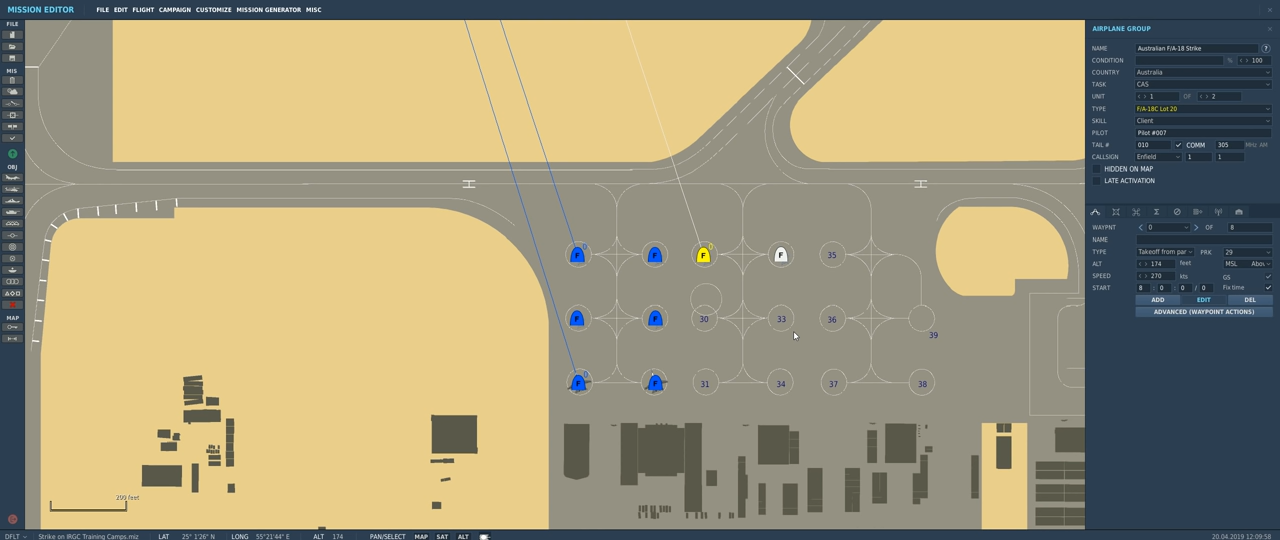 MISSION EDITOR FILE EDIT FLIGHT CAMPAIGN CUSTOMIZE MISSION GENERATOR MISC
FILE
MIS
OBJ
MAP
AIRPLANE GROUP
NAME Australian F/A-18 Strike ?
CONDITION % < > 100
COUNTRY Australia
TASK CAS
UNIT < > 1 OF < > 2
TYPE F/A-18C Lot 20
SKILL Client
PILOT Pilot #007
TAIL # 010 COMM 305 MHz AM
CALLSIGN Enfield 1 1
HIDDEN ON MAP
LATE ACTIVATION
WAYPNT 0 OF 8
NAME
TYPE Takeoff from par PRK 29
ALT < > 174 feet MSL Abov
SPEED < > 270 kts GS
START 8 : 0 : 0 / 0 Fix time
ADD EDIT DEL
ADVANCED (WAYPOINT ACTIONS)
F 0 F F 0 F 35
F F 30 33 36 39
F 0 F 31 34 37 38
200 feet
DFLT Strike on IRGC Training Camps.miz LAT 25° 1'26" N LONG 55°21'44" E ALT 174 PAN/SELECT MAP SAT ALT 20.04.2019 12:09:58